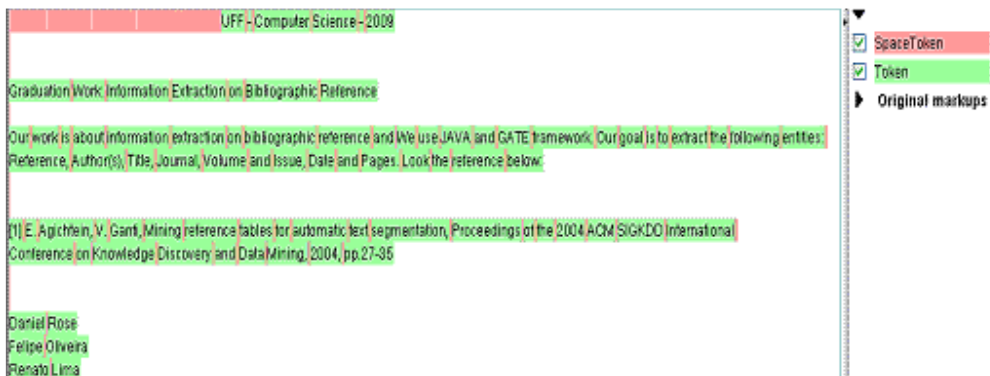 UFF - Computer Science - 2009
SpaceToken
Token
Original markups
Graduation Work: Information Extraction on Bibliographic Reference
Our work is about information extraction on bibliographic reference and We use JAVA and GATE framework. Our goal is to extract the following entities:
Reference, Author(s), Title, Journal, Volume and Issue, Date and Pages. Look the reference below:
[1] E. Agichtein, V. Ganti, Mining reference tables for automatic text segmentation, Proceedings of the 2004 ACM SIGKDD International
Conference on Knowledge Discovery and Data Mining, 2004, pp.27-35
Daniel Rose
Felipe Oliveira
Renato Lima